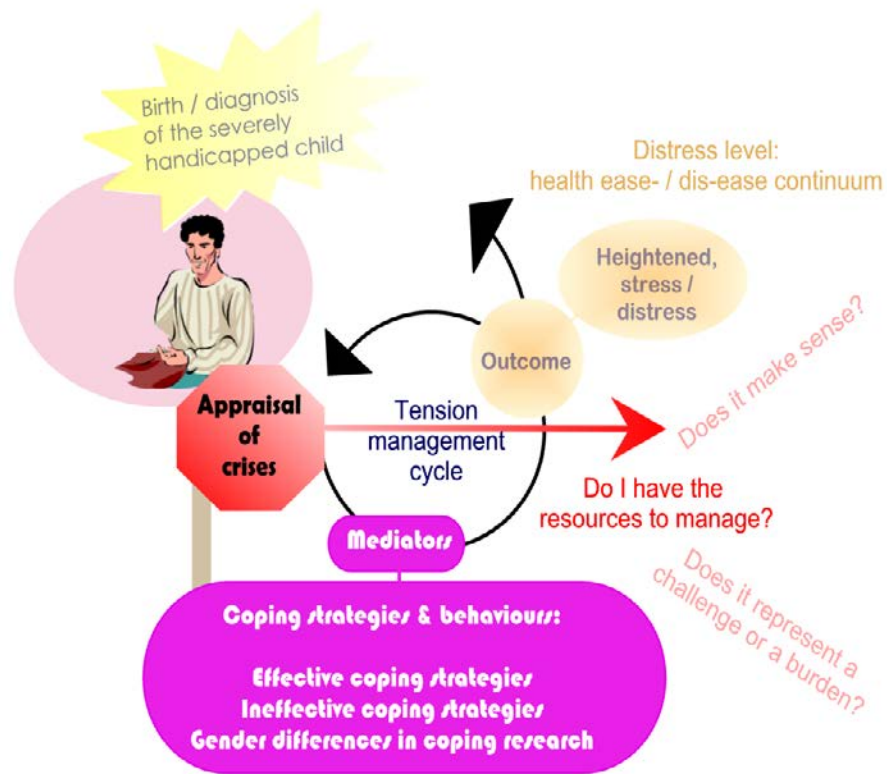 Birth / diagnosis
of the severely
handicapped child
Distress level:
health ease- / dis-ease continuum
Heightened,
stress /
distress
Outcome
Appraisal
of
crises
Tension
management
cycle
Does it make sense?
Do I have the
resources to manage?
Does it represent a
challenge or a burden?
Mediators
Coping strategies & behaviours:
Effective coping strategies
Ineffective coping strategies
Gender differences in coping research